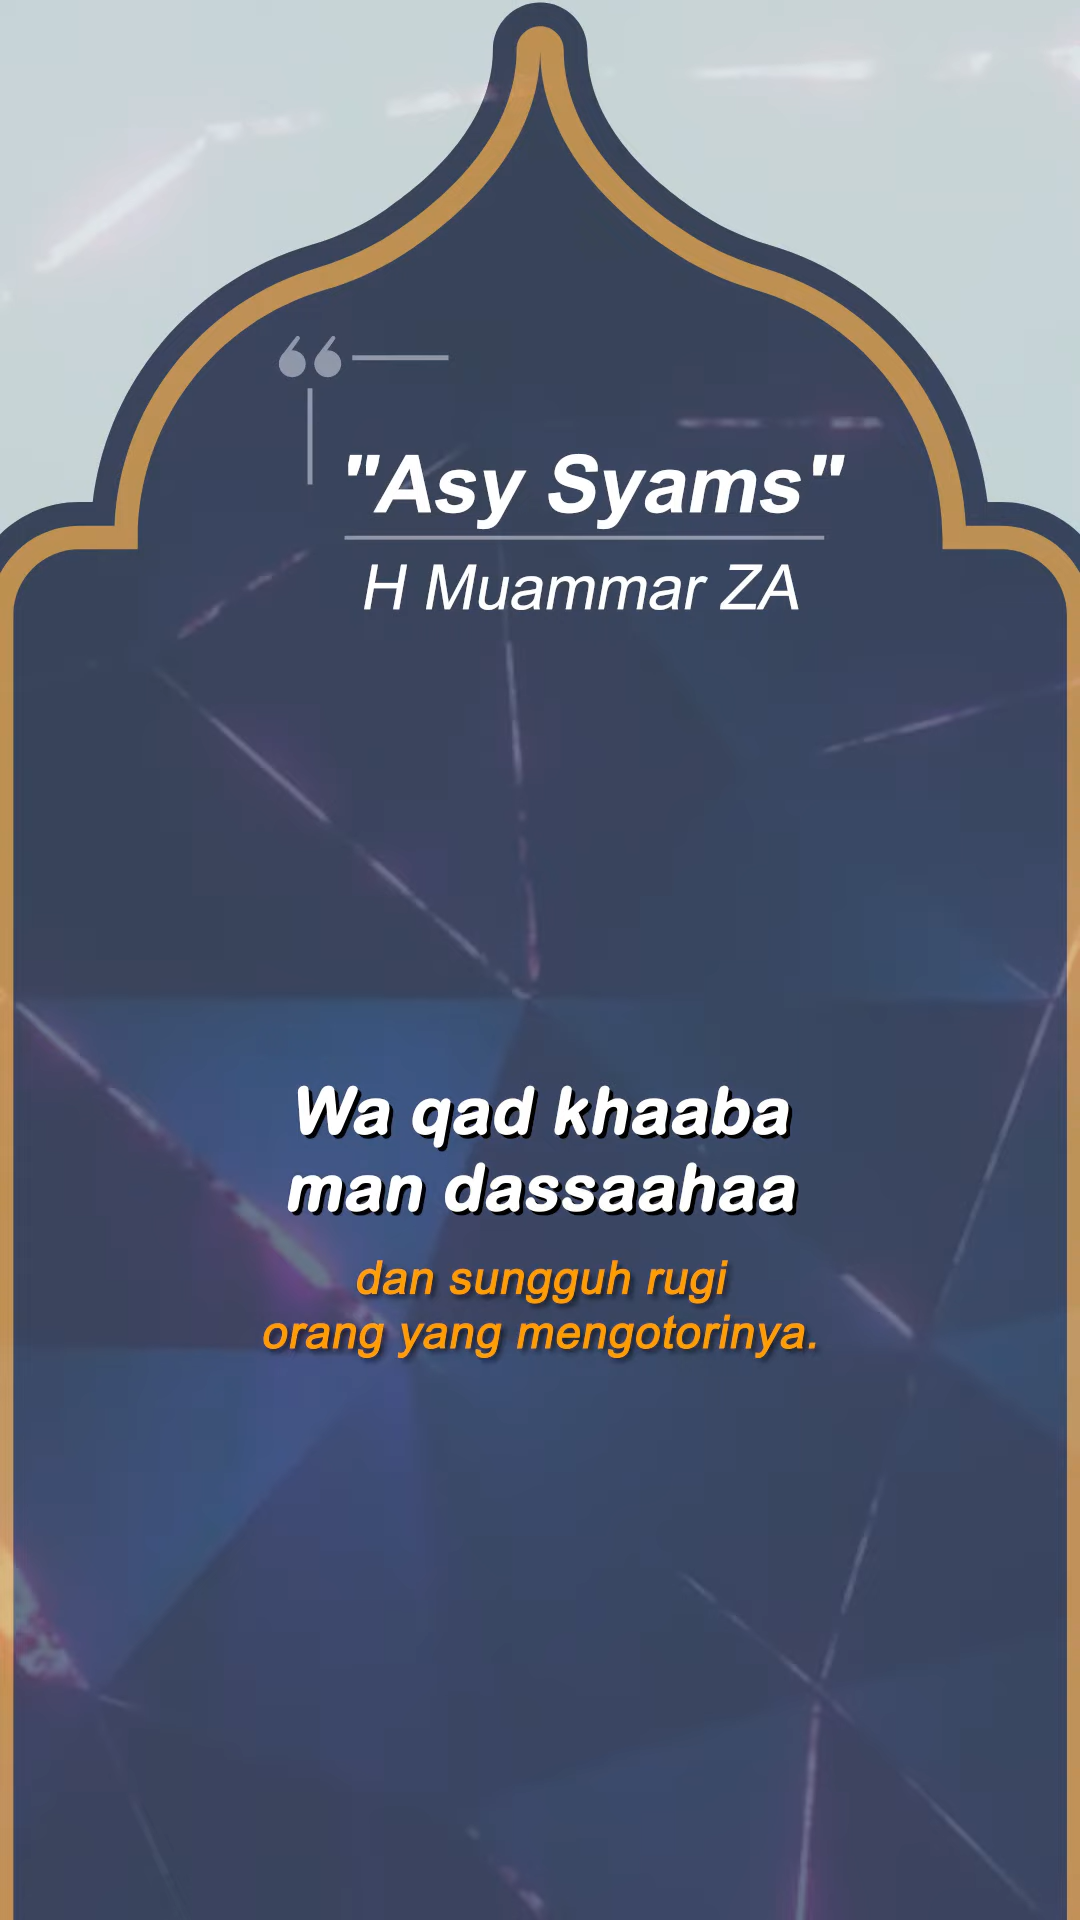 "Asy Syams"
H Muammar ZA
Wa qad khaaba
man dassaahaa
dan sungguh rugi
orang yang mengotorinya.